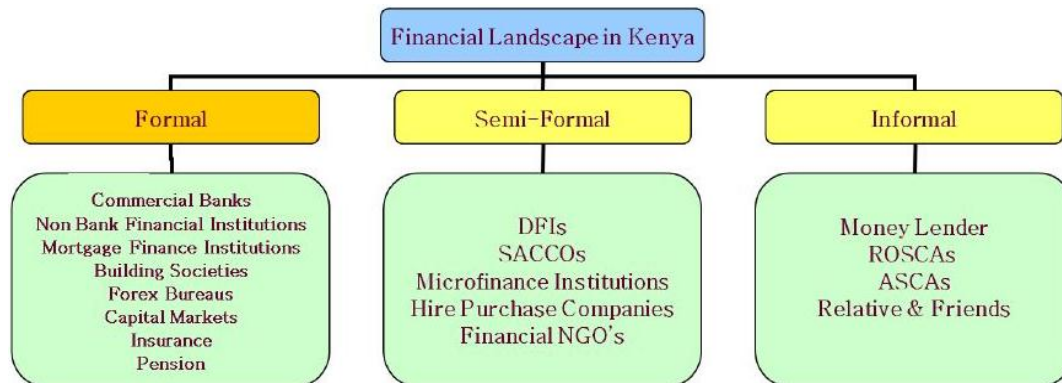 Financial Landscape in Kenya
Formal
Semi-Formal
Informal
Commercial Banks
Non Bank Financial Institutions
Mortgage Finance Institutions
Building Societies
Forex Bureaus
Capital Markets
Insurance
Pension
DFIs
SACCOs
Microfinance Institutions
Hire Purchase Companies
Financial NGO's
Money Lender
ROSCAs
ASCAs
Relative & Friends